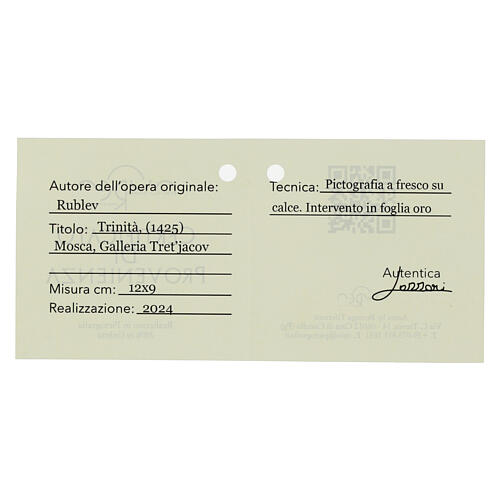 Autore dell'opera originale:
Rublev
Titolo: Trinità, (1425)
Mosca, Galleria Tret'jacov
Misura cm: 12x9
Realizzazione: 2024
Tecnica: Pictografia a fresco su
calce. Intervento in foglia oro
Autentica